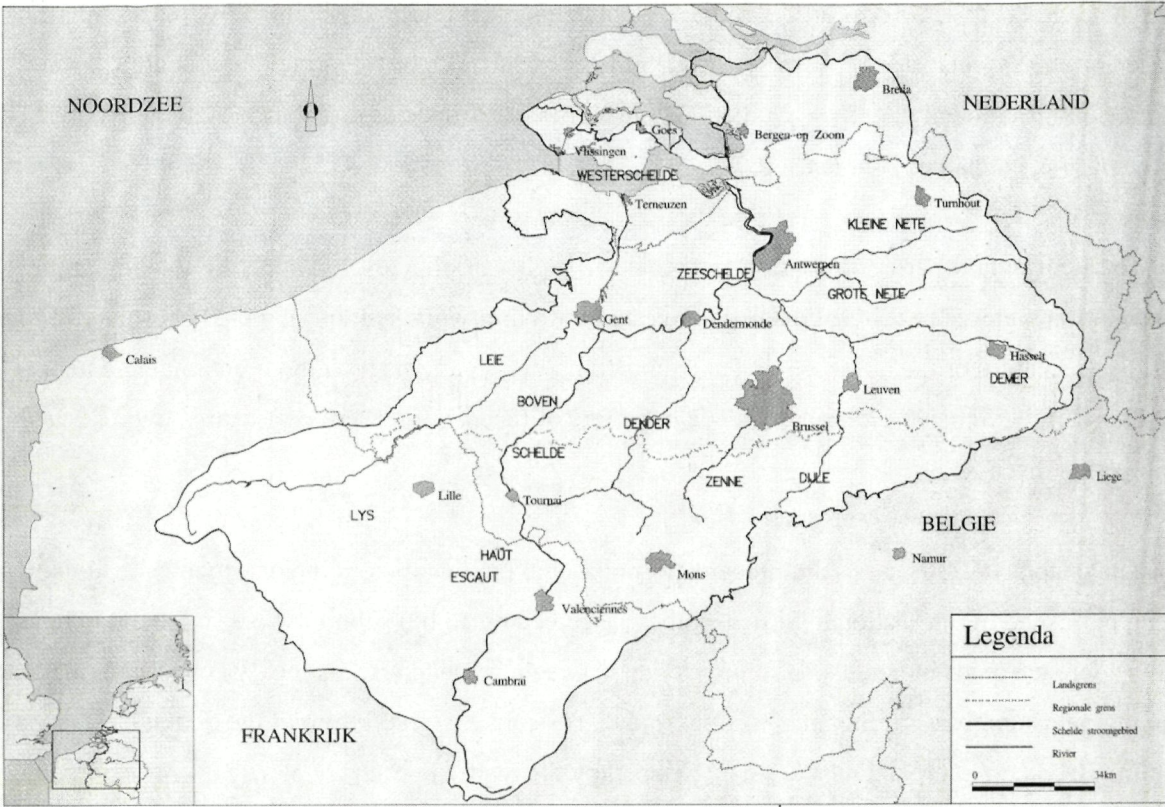 NOORDZEE
NEDERLAND
Breda
Goes
Bergen op Zoom
Vlissingen
WESTERSCHELDE
Terneuzen
Turnhout
KLEINE NETE
Antwerpen
ZEESCHELDE
GROTE NETE
Gent
Dendermonde
Calais
LEIE
Hasselt
DEMER
Leuven
BOVEN
DENDER
Brussel
SCHELDE
Liege
ZENNE
DIJLE
Lille
Tournai
LYS
BELGIE
HAUT
ESCAUT
Mons
Namur
Valenciennes
Cambrai
FRANKRIJK
Legenda
Landsgrens
Regionale grens
Schelde stroomgebied
Rivier
0 34km